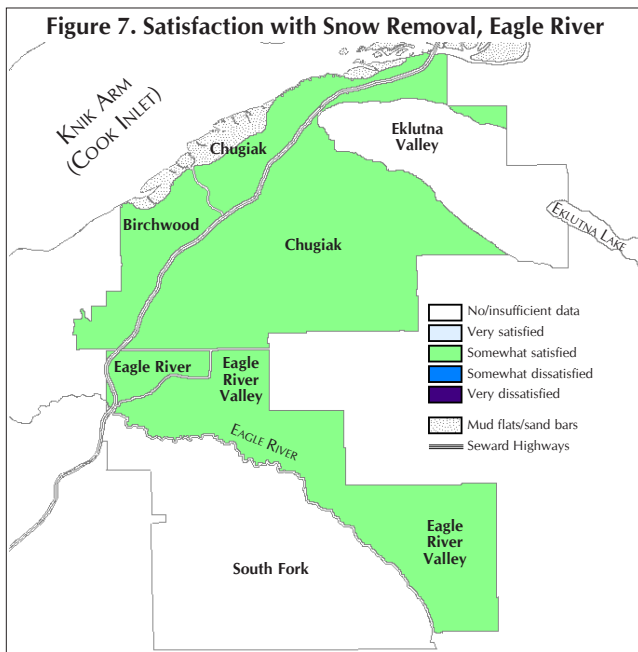 Figure 7. Satisfaction with Snow Removal, Eagle River
KNIK ARM
(COOK INLET)
Chugiak
Eklutna
Valley
EKLUTNA LAKE
Birchwood
Chugiak
No/insufficient data
Very satisfied
Somewhat satisfied
Somewhat dissatisfied
Very dissatisfied
Mud flats/sand bars
Seward Highways
Eagle River
Eagle
River
Valley
EAGLE RIVER
Eagle
River
Valley
South Fork